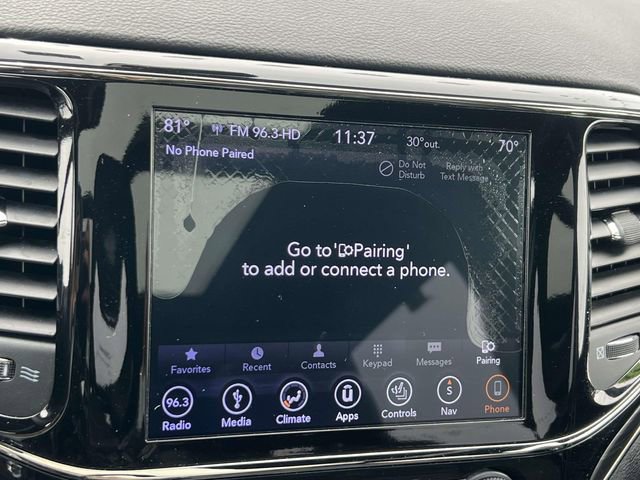 81° FM 96.3-HD 11:37 30°out. 70°
No Phone Paired
Do Not
Disturb
Reply with
Text Message
Go to 'Pairing'
to add or connect a phone.
Favorites Recent Contacts Keypad Messages Pairing
96.3 S
Radio Media Climate Apps Controls Nav Phone